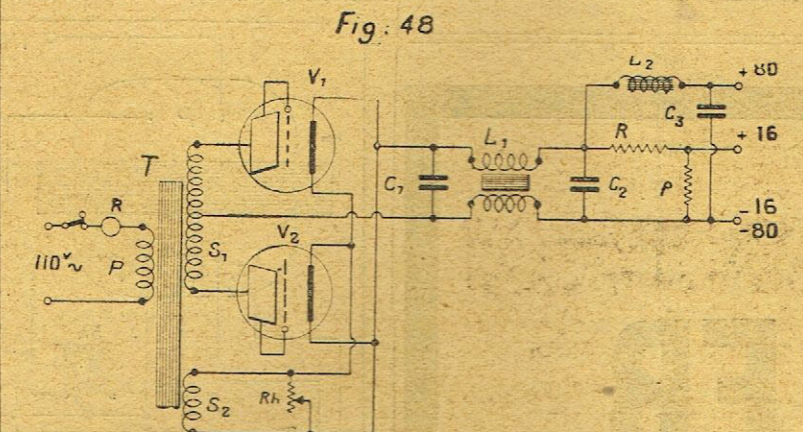 Fig. 48
V1
L2
+80
C3
T
L1
R
+16
R
C1
C2
P
110v~
P
S1
V2
-16
-80
S2
Rh